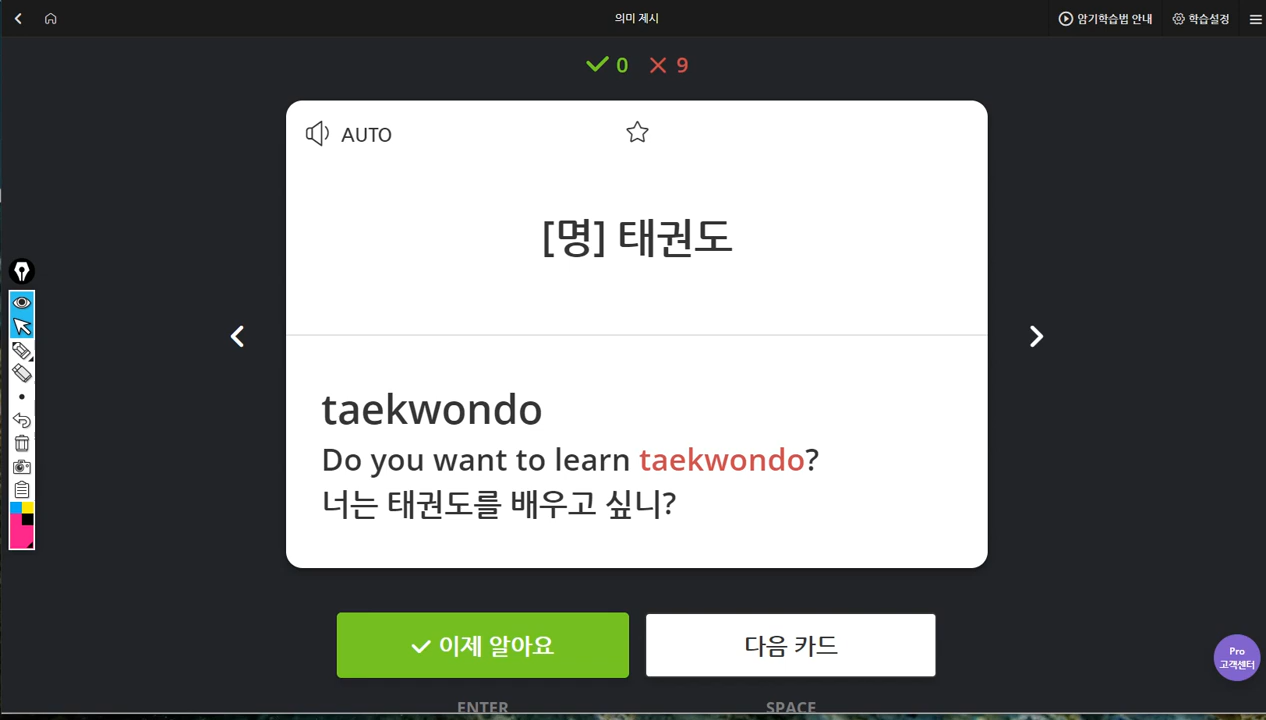 의미 제시
암기학습법 안내
학습설정
0
9
AUTO
[명] 태권도
taekwondo
Do you want to learn taekwondo?
너는 태권도를 배우고 싶니?
이제 알아요
다음 카드
ENTER
SPACE
Pro
고객센터